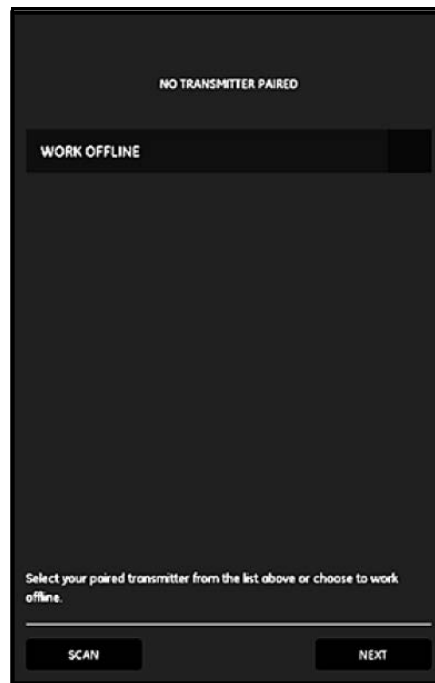 NO TRANSMITTER PAIRED
WORK OFFLINE
Select your paired transmitter from the list above or choose to work
offline.
SCAN
NEXT